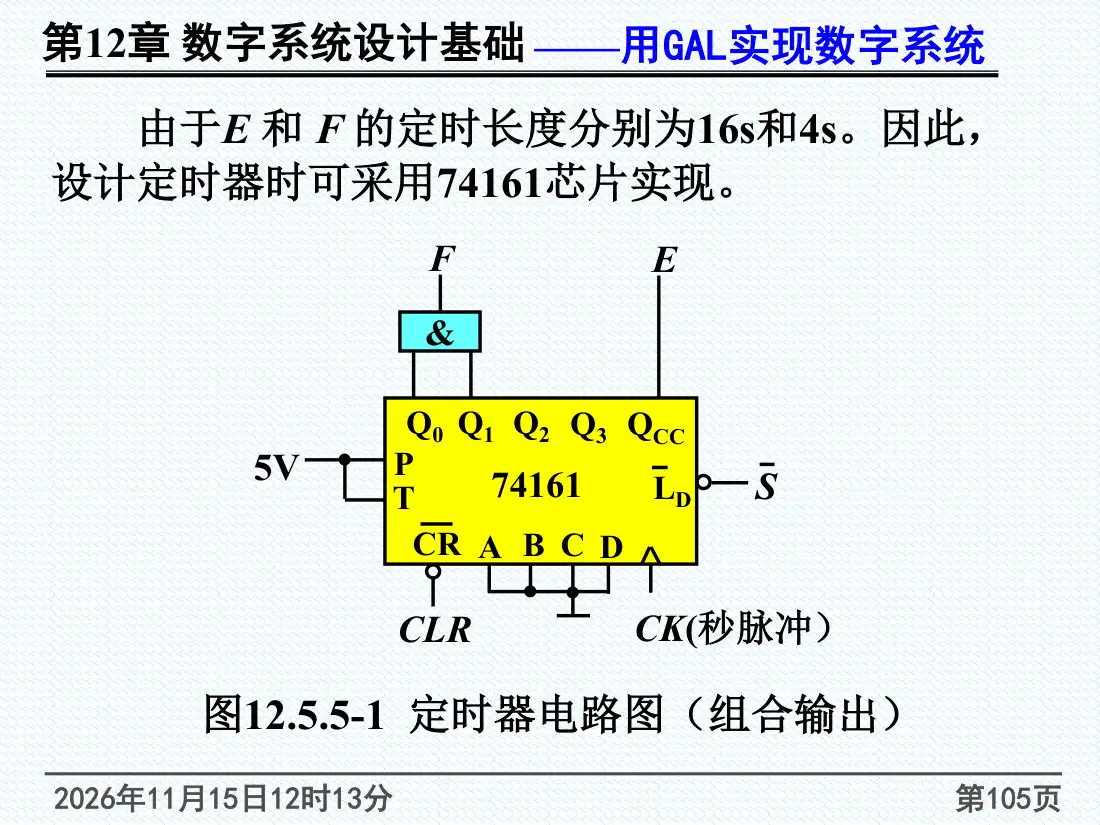 第12章 数字系统设计基础 ——用GAL实现数字系统
由于E 和 F 的定时长度分别为16s和4s。因此，
设计定时器时可采用74161芯片实现。
F E
&
Q0 Q1 Q2 Q3 QCC
5V P
T 74161 L̅D S̅
C̅R̅ A B C D
CLR CK(秒脉冲）
图12.5.5-1 定时器电路图（组合输出）
2026年11月15日12时13分 第105页